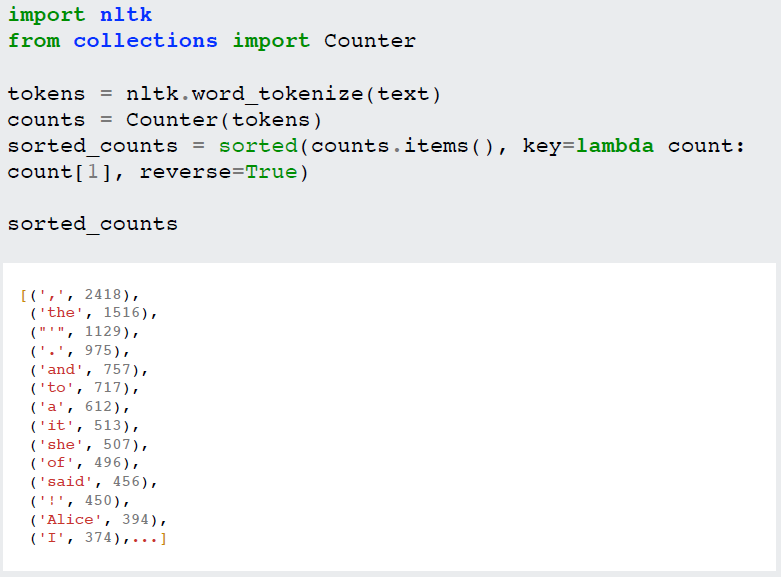 import nltk
from collections import Counter
tokens = nltk.word_tokenize(text)
counts = Counter(tokens)
sorted_counts = sorted(counts.items(), key=lambda count:
count[1], reverse=True)
sorted_counts
[(',', 2418),
('the', 1516),
("'", 1129),
('.', 975),
('and', 757),
('to', 717),
('a', 612),
('it', 513),
('she', 507),
('of', 496),
('said', 456),
('!', 450),
('Alice', 394),
('I', 374),...]